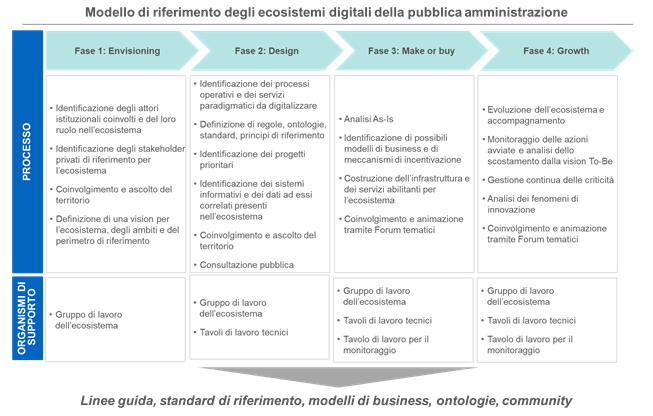 Modello di riferimento degli ecosistemi digitali della pubblica amministrazione
Fase 1: Envisioning
Fase 2: Design
Fase 3: Make or buy
Fase 4: Growth
PROCESSO
• Identificazione degli attori
istituzionali coinvolti e del loro
ruolo nell'ecosistema
• Identificazione degli stakeholder
privati di riferimento per
l'ecosistema
• Coinvolgimento e ascolto del
territorio
• Definizione di una vision per
l'ecosistema, degli ambiti e del
perimetro di riferimento
• Identificazione dei processi
operativi e dei servizi
paradigmatici da digitalizzare
• Definizione di regole, ontologie,
standard, principi di riferimento
• Identificazione dei progetti
prioritari
• Identificazione dei sistemi
informativi e dei dati ad essi
correlati presenti
nell'ecosistema
• Coinvolgimento e ascolto del
territorio
• Consultazione pubblica
• Analisi As-Is
• Identificazione di possibili
modelli di business e di
meccanismi di incentivazione
• Costruzione dell'infrastruttura e
dei servizi abilitanti per
l'ecosistema
• Coinvolgimento e animazione
tramite Forum tematici
• Evoluzione dell'ecosistema e
accompagnamento
• Monitoraggio delle azioni
avviate e analisi dello
scostamento dalla vision To-Be
• Gestione continua delle criticità
• Analisi dei fenomeni di
innovazione
• Coinvolgimento e animazione
tramite Forum tematici
ORGANISMI DI
SUPPORTO
• Gruppo di lavoro
dell'ecosistema
• Gruppo di lavoro
dell'ecosistema
• Tavoli di lavoro tecnici
• Gruppo di lavoro
dell'ecosistema
• Tavoli di lavoro tecnici
• Tavolo di lavoro per il
monitoraggio
• Gruppo di lavoro
dell'ecosistema
• Tavoli di lavoro tecnici
• Tavolo di lavoro per il
monitoraggio
Linee guida, standard di riferimento, modelli di business, ontologie, community